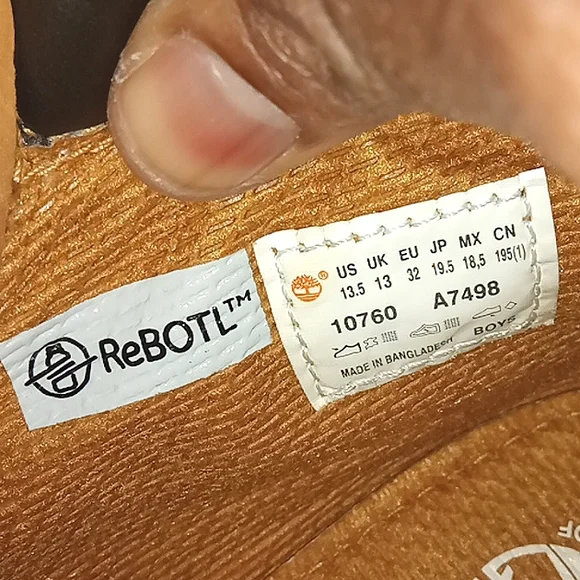 ReBOTL™
US UK EU JP MX CN
13.5 13 32 19.5 18,5 195(1)
10760 A7498
BOYS
MADE IN BANGLADESH
OF